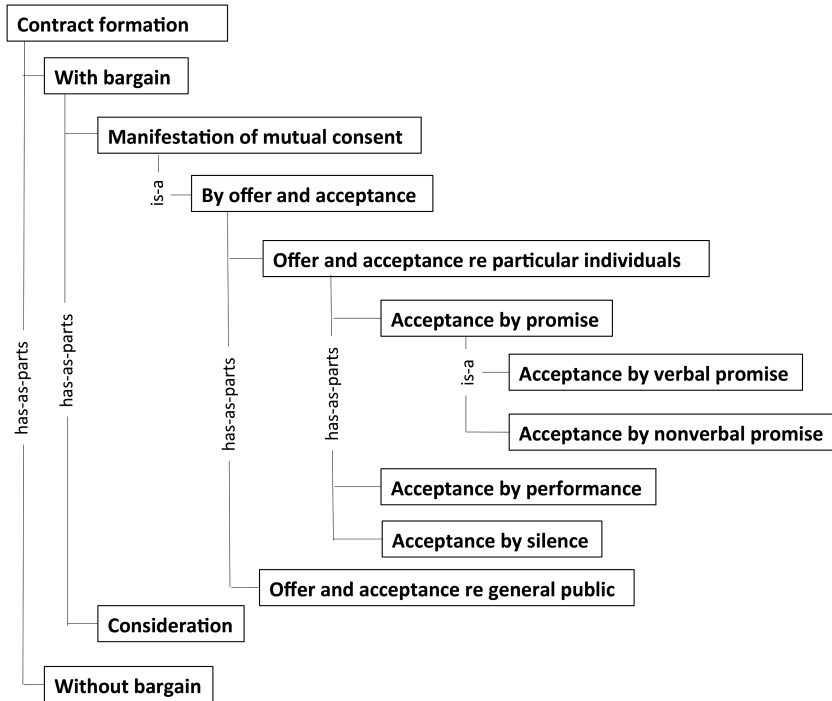 Contract formation
With bargain
Manifestation of mutual consent
is-a
By offer and acceptance
Offer and acceptance re particular individuals
Acceptance by promise
is-a
Acceptance by verbal promise
Acceptance by nonverbal promise
has-as-parts
has-as-parts
has-as-parts
has-as-parts
Acceptance by performance
Acceptance by silence
Offer and acceptance re general public
Consideration
Without bargain